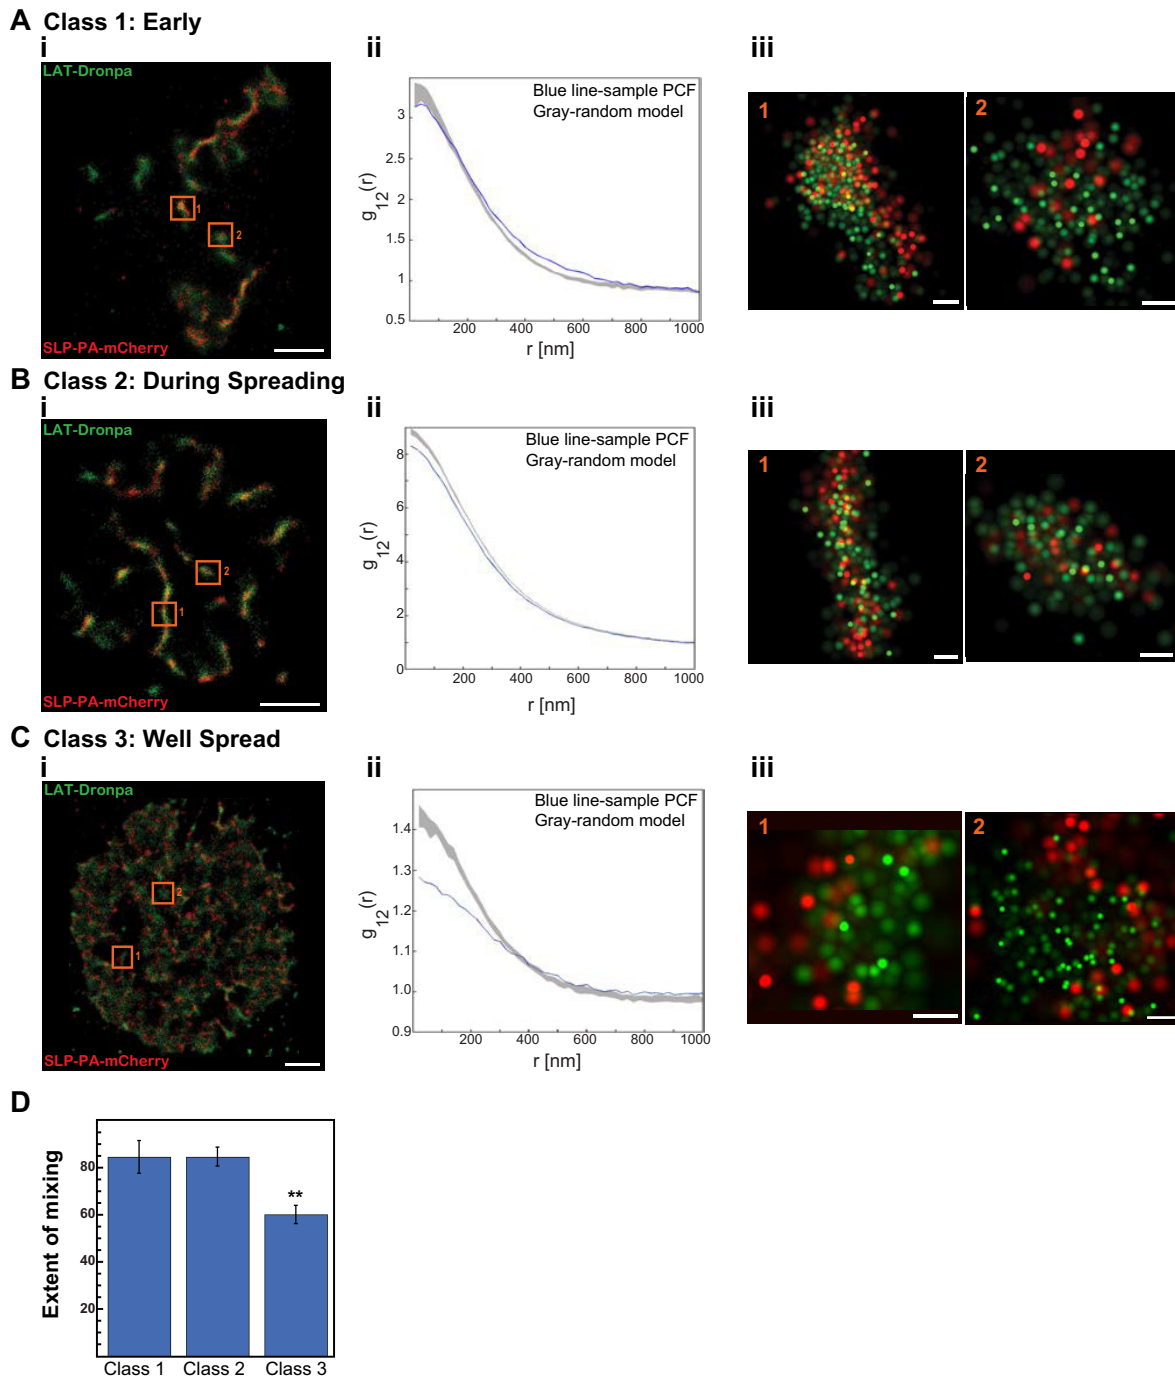 A Class 1: Early
i
LAT-Dronpa
1
2
SLP-PA-mCherry
ii
Blue line-sample PCF
Gray-random model
g12(r)
3
2.5
2
1.5
1
0.5
200 400 600 800 1000
r [nm]
iii
1 2
B Class 2: During Spreading
i
LAT-Dronpa
2
1
SLP-PA-mCherry
ii
Blue line-sample PCF
Gray-random model
g12(r)
8
6
4
2
0
200 400 600 800 1000
r [nm]
iii
1 2
C Class 3: Well Spread
i
LAT-Dronpa
2
1
SLP-PA-mCherry
ii
Blue line-sample PCF
Gray-random model
g12(r)
1.4
1.3
1.2
1.1
1.0
0.9
200 400 600 800 1000
r [nm]
iii
1 2
D
Extent of mixing
80
60
40
20
**
Class 1 Class 2 Class 3